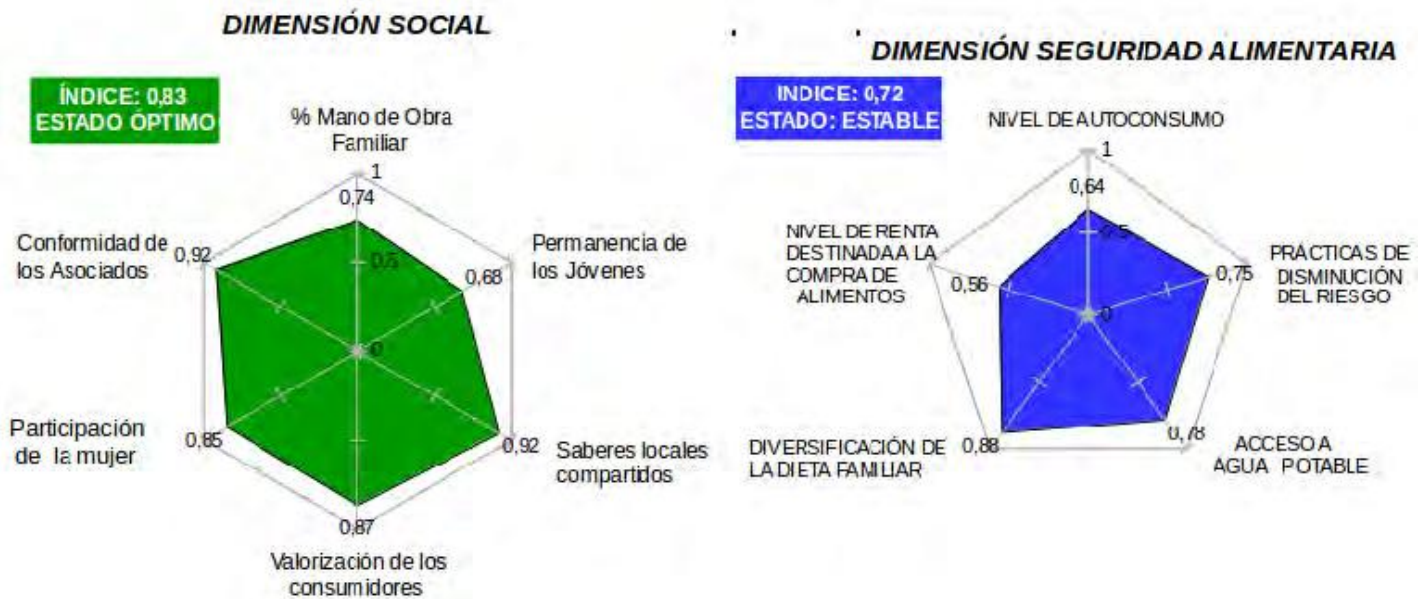 DIMENSIÓN SOCIAL
ÍNDICE: 0,83
ESTADO ÓPTIMO
% Mano de Obra
Familiar
1
0,74
Permanencia de
los Jóvenes
0,68
Conformidad de
los Asociados
0,92
0,5
0
Participación
de la mujer
0,85
0,92
Saberes locales
compartidos
0,87
Valorización de los
consumidores
DIMENSIÓN SEGURIDAD ALIMENTARIA
INDICE: 0,72
ESTADO: ESTABLE
NIVEL DE AUTOCONSUMO
1
0,64
0,5
0
NIVEL DE RENTA
DESTINADA A LA
COMPRA DE
ALIMENTOS
0,56
PRACTICAS DE
DISMINUCIÓN
DEL RIESGO
0,75
DIVERSIFICACIÓN DE
LA DIETA FAMILIAR
0,88
0,78
ACCESO A
AGUA POTABLE